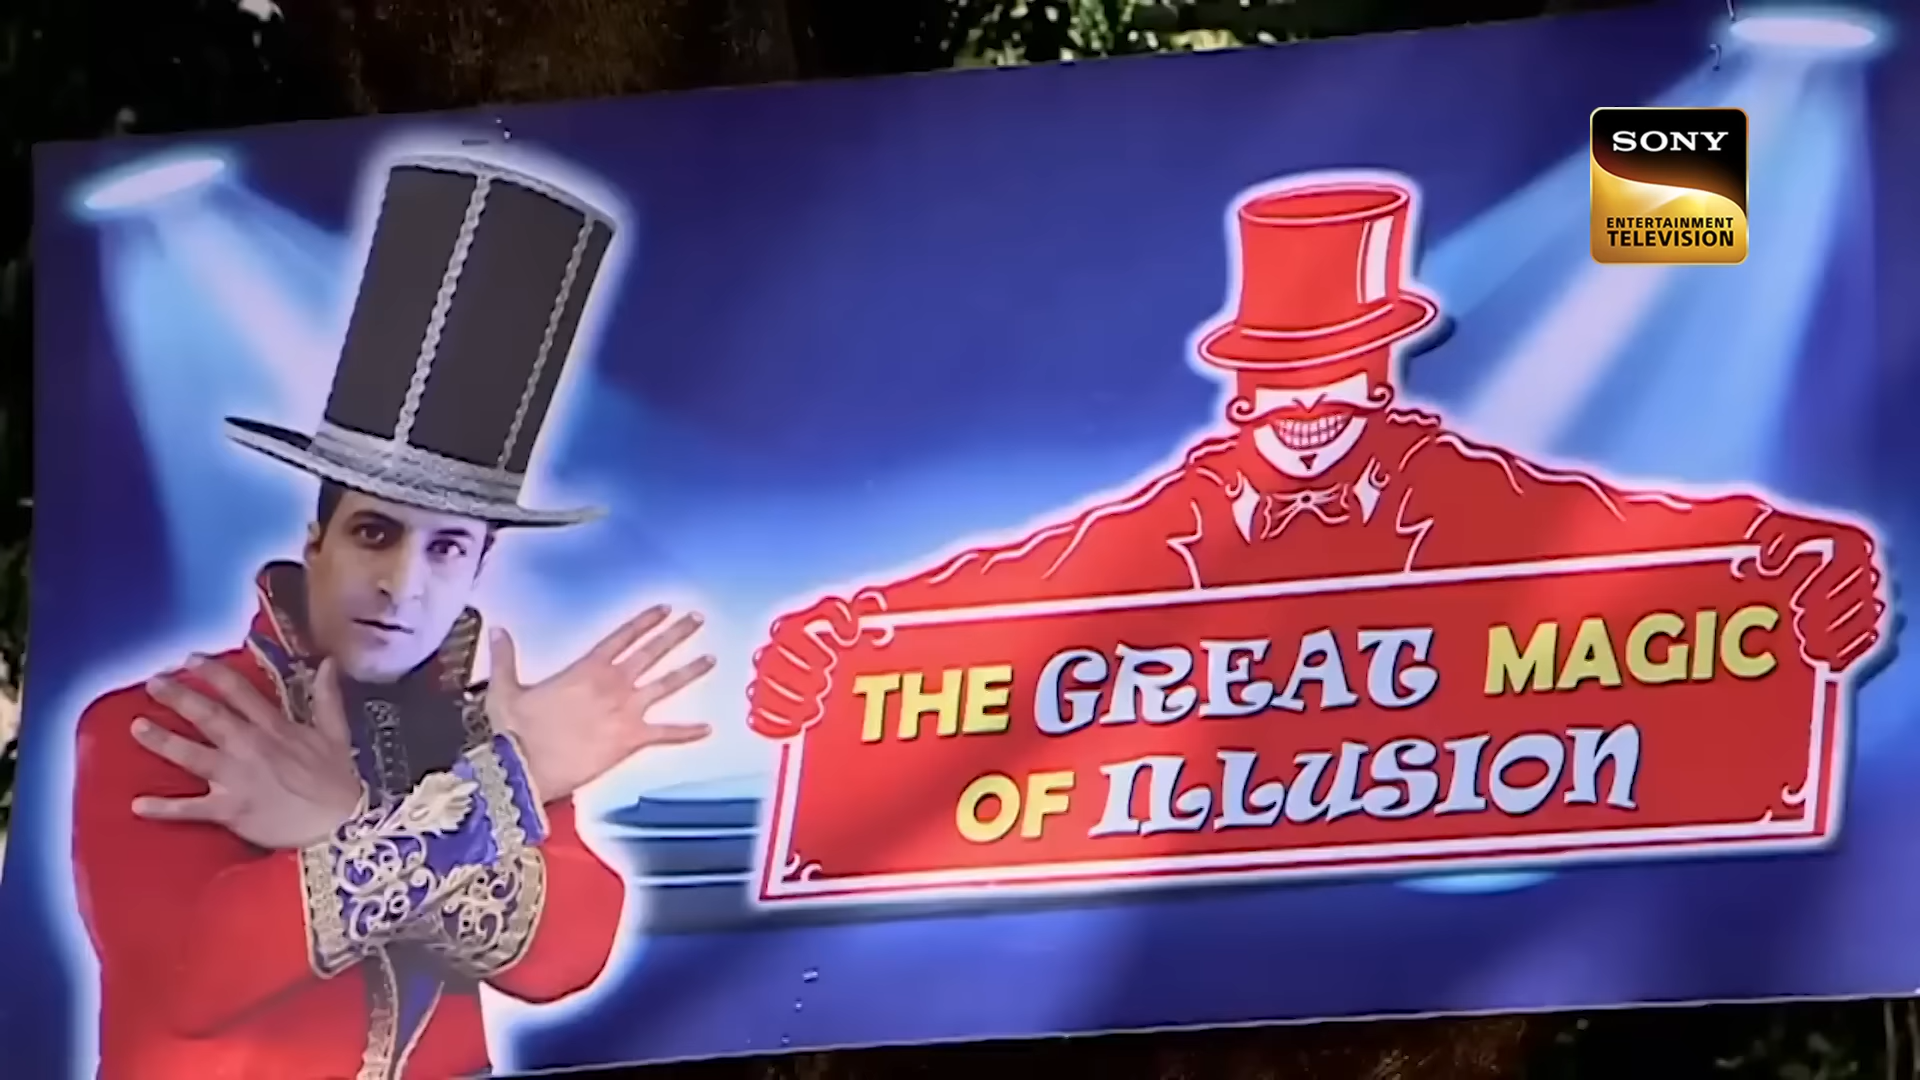 SONY
ENTERTAINMENT
TELEVISION
THE GREAT MAGIC
OF ILLUSION